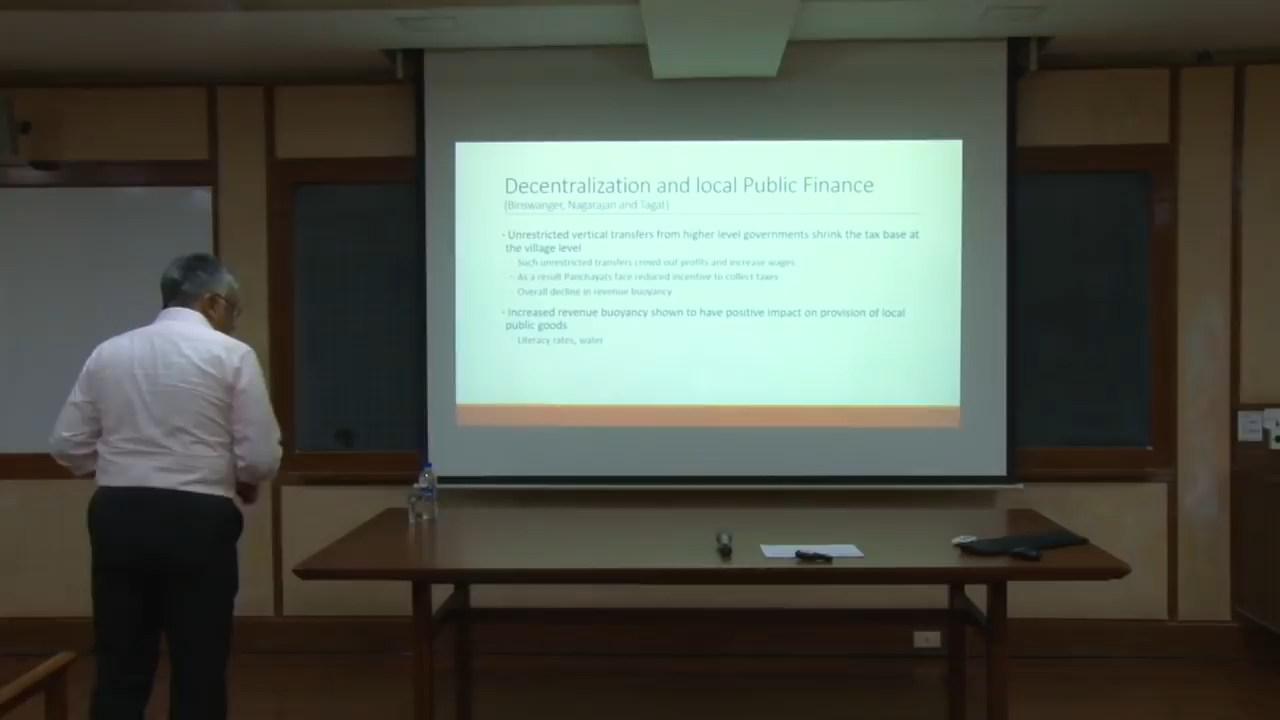 Decentralization and local Public Finance
(Binswanger, Nagarajan and Tagat)
- Unrestricted vertical transfers from higher level governments shrink the tax base at
the village level
- Such unrestricted transfers crowd out profits and increase wages
- As a result Panchayats face reduced incentive to collect taxes
- Overall decline in revenue buoyancy
- Increased revenue buoyancy shown to have positive impact on provision of local
public goods
- Literacy rates, water